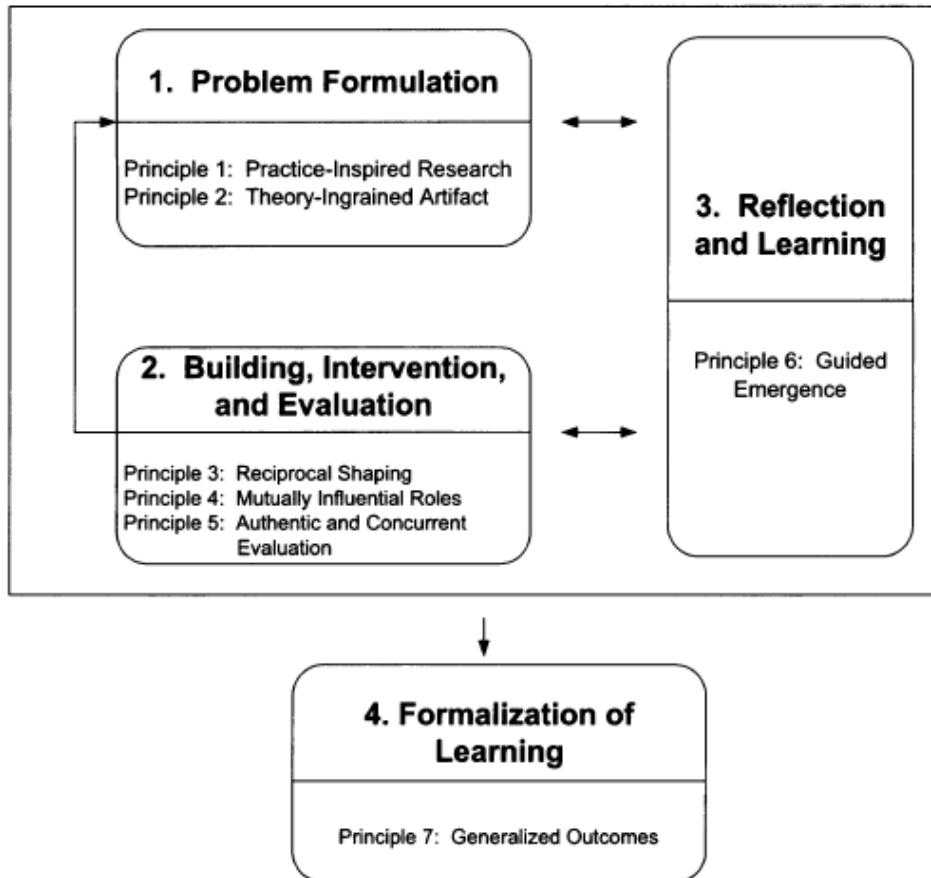 1. Problem Formulation
Principle 1: Practice-Inspired Research
Principle 2: Theory-Ingrained Artifact
2. Building, Intervention,
and Evaluation
Principle 3: Reciprocal Shaping
Principle 4: Mutually Influential Roles
Principle 5: Authentic and Concurrent
Evaluation
3. Reflection
and Learning
Principle 6: Guided
Emergence
4. Formalization of
Learning
Principle 7: Generalized Outcomes